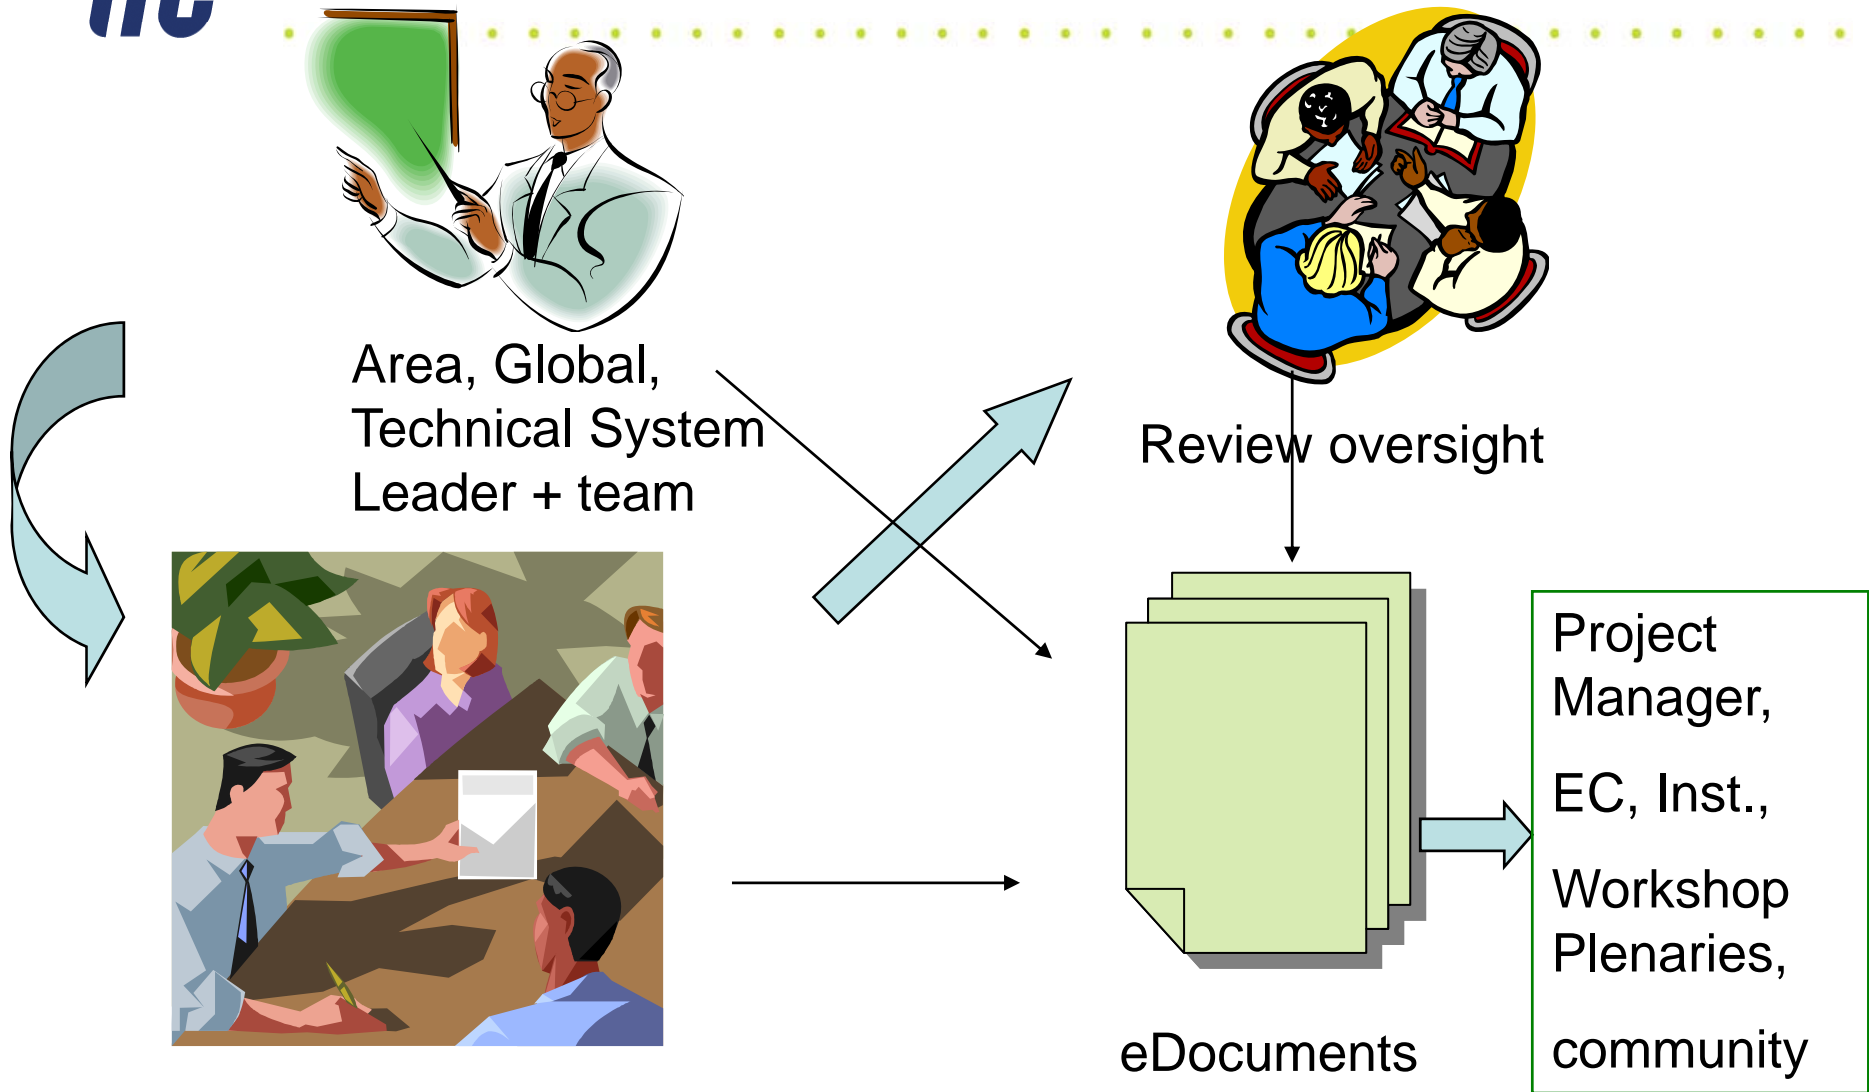 Area, Global,
Technical System
Leader + team
Review oversight
eDocuments
Project
Manager,
EC, Inst.,
Workshop
Plenaries,
community